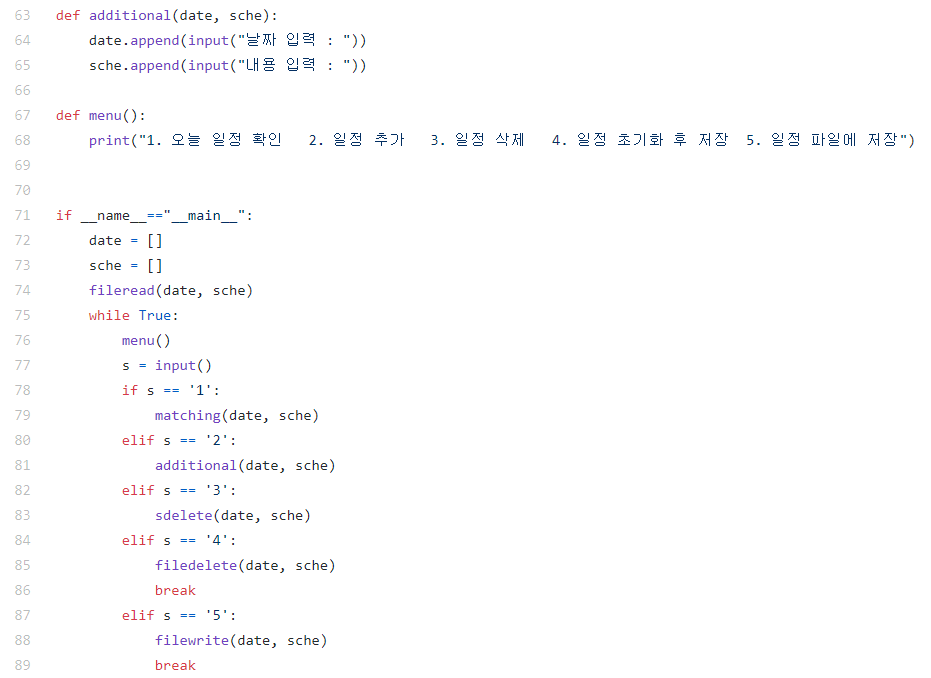 63 def additional(date, sche):
64     date.append(input("날짜 입력 : "))
65     sche.append(input("내용 입력 : "))
66
67 def menu():
68     print("1. 오늘 일정 확인   2. 일정 추가   3. 일정 삭제   4. 일정 초기화 후 저장  5. 일정 파일에 저장")
69
70
71 if __name__=="__main__":
72     date = []
73     sche = []
74     fileread(date, sche)
75     while True:
76         menu()
77         s = input()
78         if s == '1':
79             matching(date, sche)
80         elif s == '2':
81             additional(date, sche)
82         elif s == '3':
83             sdelete(date, sche)
84         elif s == '4':
85             filedelete(date, sche)
86             break
87         elif s == '5':
88             filewrite(date, sche)
89             break